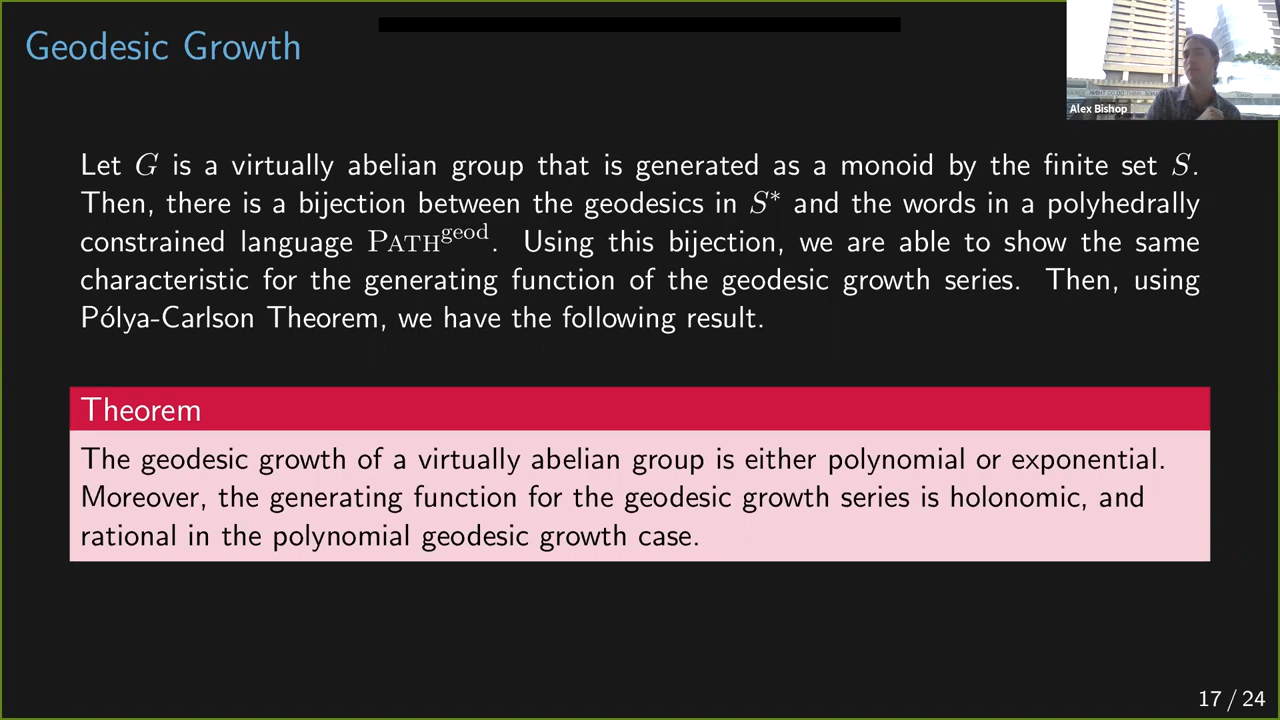 Geodesic Growth
Alex Bishop
Let G is a virtually abelian group that is generated as a monoid by the finite set S.
Then, there is a bijection between the geodesics in S* and the words in a polyhedrally
constrained language PATH^geod. Using this bijection, we are able to show the same
characteristic for the generating function of the geodesic growth series. Then, using
Pólya-Carlson Theorem, we have the following result.
Theorem
The geodesic growth of a virtually abelian group is either polynomial or exponential.
Moreover, the generating function for the geodesic growth series is holonomic, and
rational in the polynomial geodesic growth case.
17 / 24